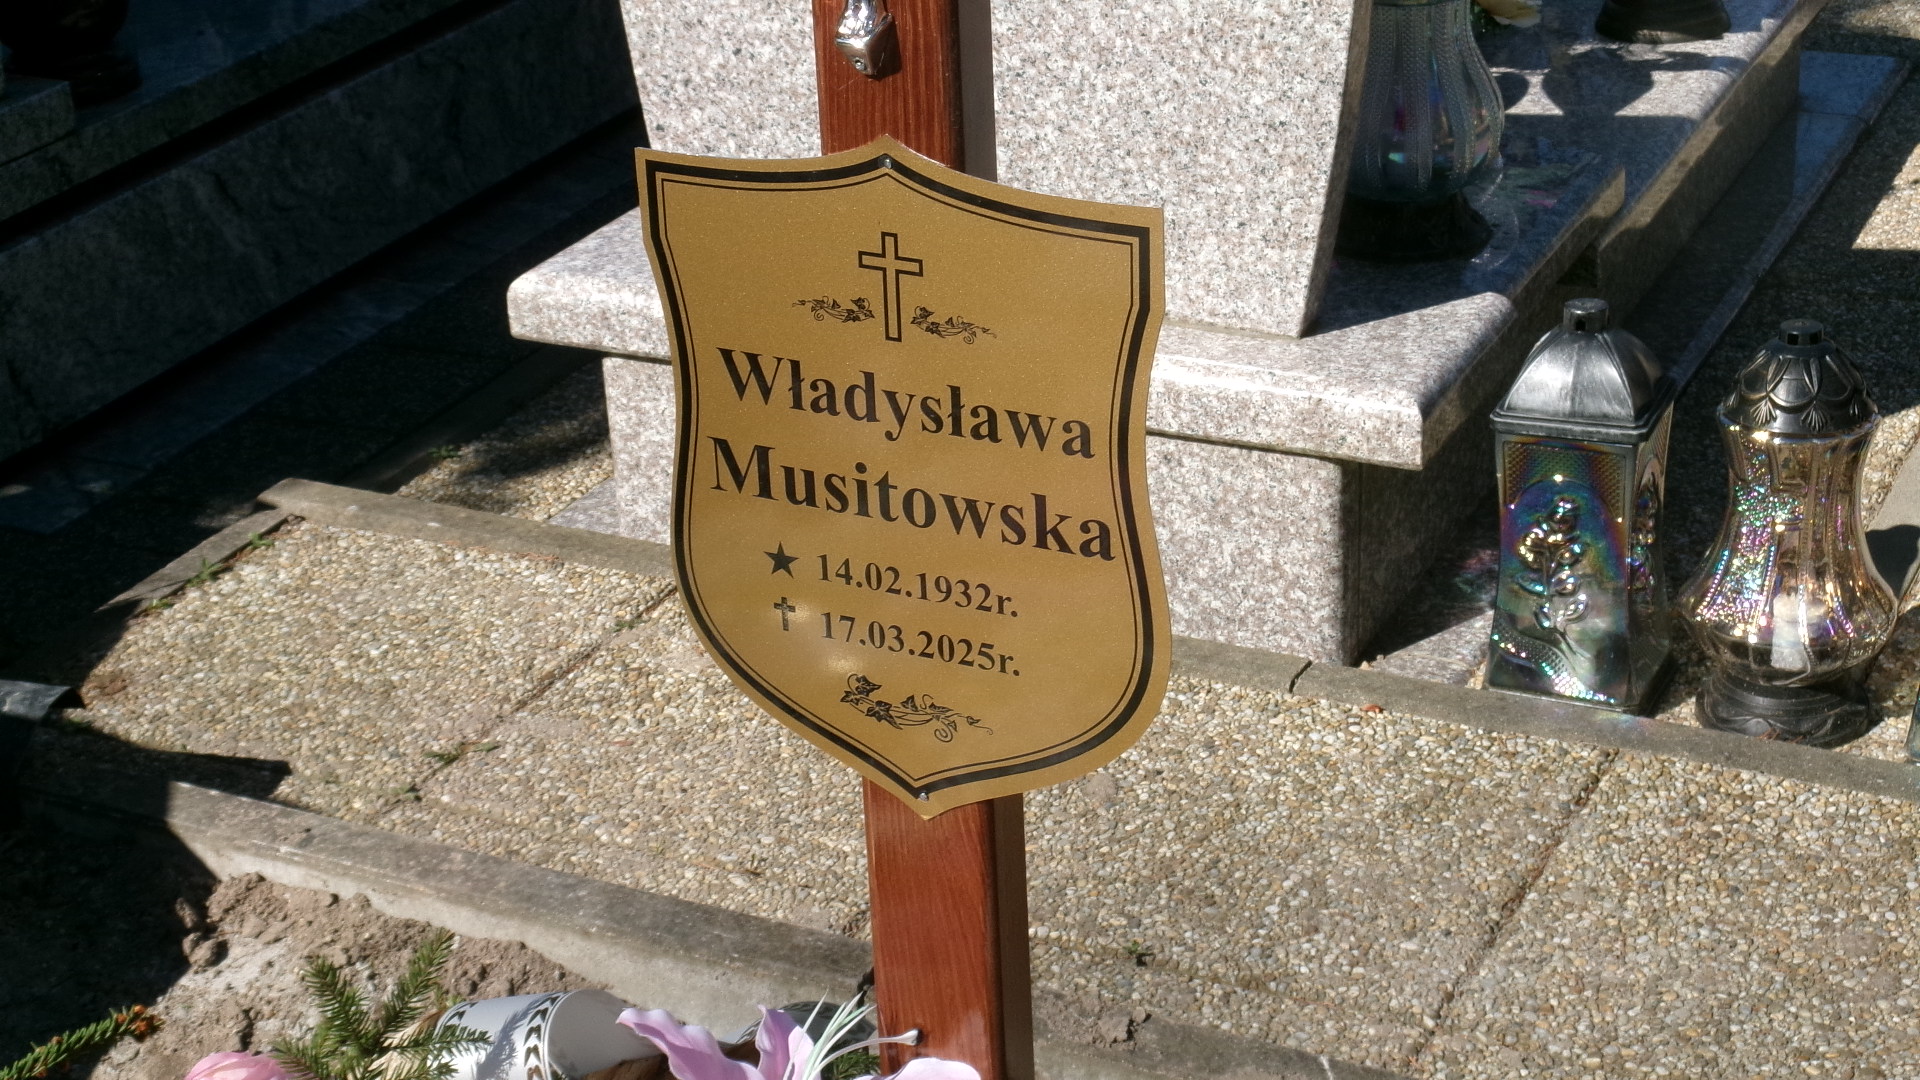 Władysława
Musitowska
★ 14.02.1932r.
✝ 17.03.2025r.